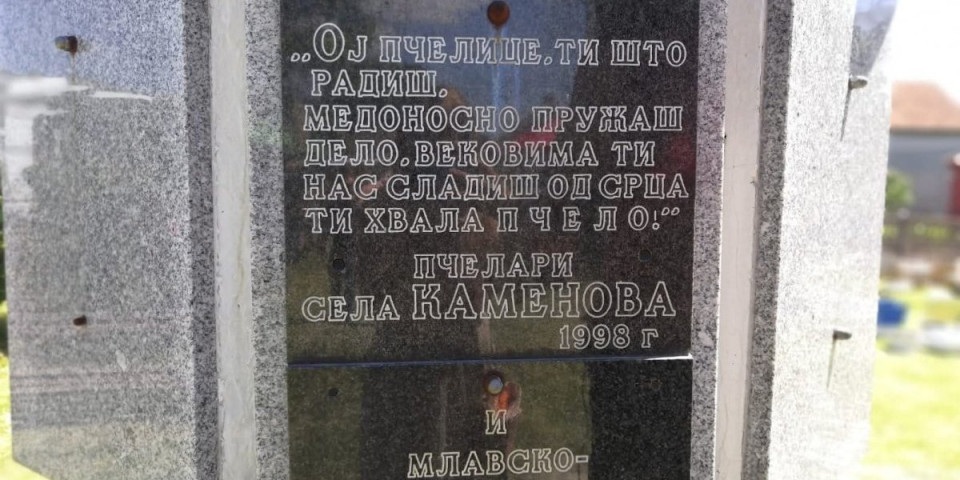 „Ој пчелице, ти што
радиш,
медоносно пружаш
дело, вековима ти
нас сладиш од срца
ти хвала п ч е л о!“
пчелари
села КАМЕНОВА
1998 г
и
млавско-